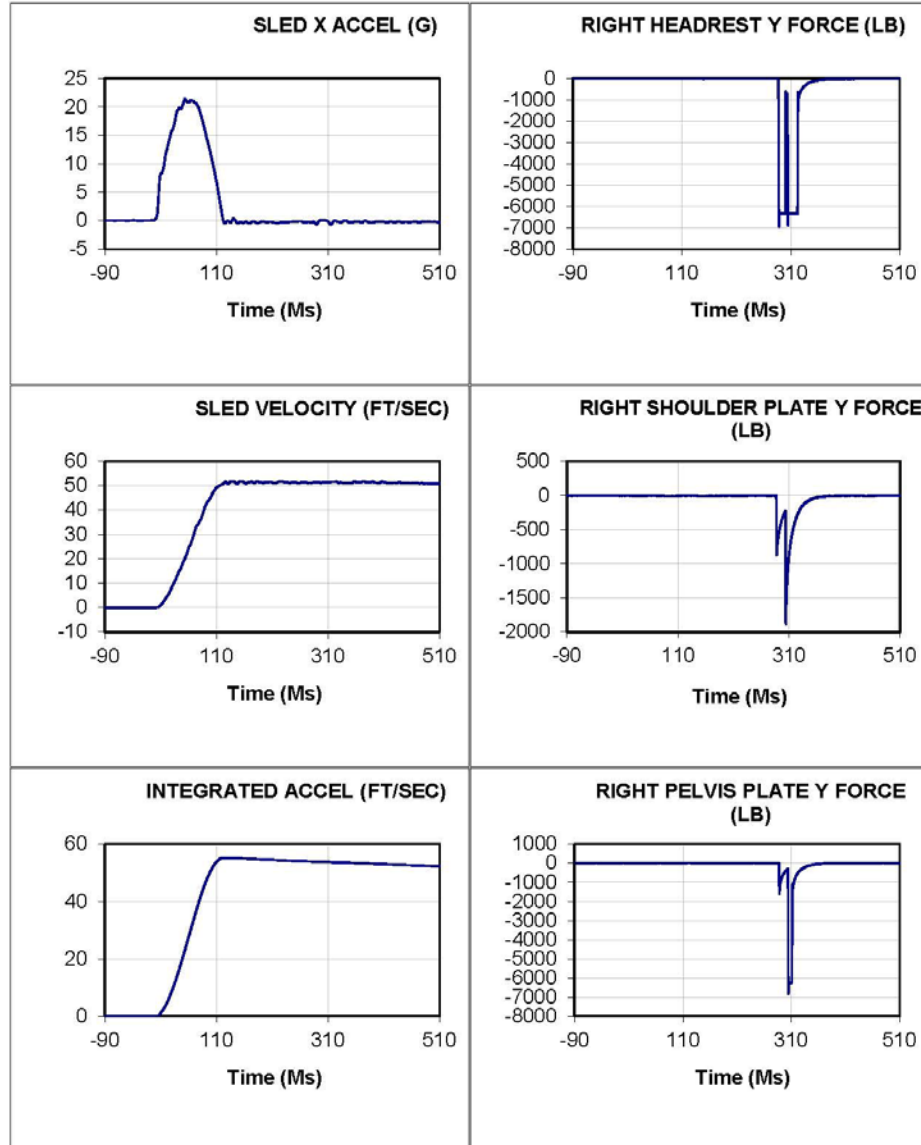 SLED X ACCEL (G)
25
20
15
10
5
0
-5
-90 110 310 510
Time (Ms)
RIGHT HEADREST Y FORCE (LB)
0
-1000
-2000
-3000
-4000
-5000
-6000
-7000
-8000
-90 110 310 510
Time (Ms)
SLED VELOCITY (FT/SEC)
60
50
40
30
20
10
0
-10
-90 110 310 510
Time (Ms)
RIGHT SHOULDER PLATE Y FORCE
(LB)
500
0
-500
-1000
-1500
-2000
-90 110 310 510
Time (Ms)
INTEGRATED ACCEL (FT/SEC)
60
40
20
0
-90 110 310 510
Time (Ms)
RIGHT PELVIS PLATE Y FORCE
(LB)
1000
0
-1000
-2000
-3000
-4000
-5000
-6000
-7000
-8000
-90 110 310 510
Time (Ms)